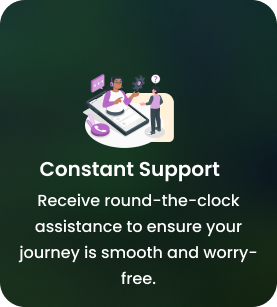 ?
Constant Support
Receive round-the-clock
assistance to ensure your
journey is smooth and worry-
free.